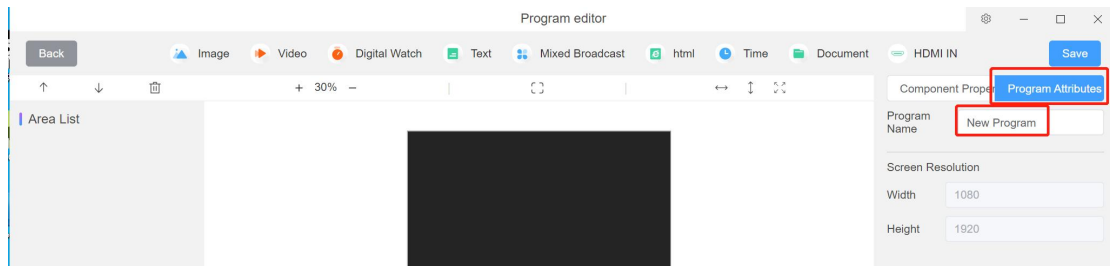 Program editor
Back Image Video Digital Watch Text Mixed Broadcast html Time Document HDMI IN Save
+ 30% −
Component Proper Program Attributes
Area List
Program
Name
New Program
Screen Resolution
Width 1080
Height 1920